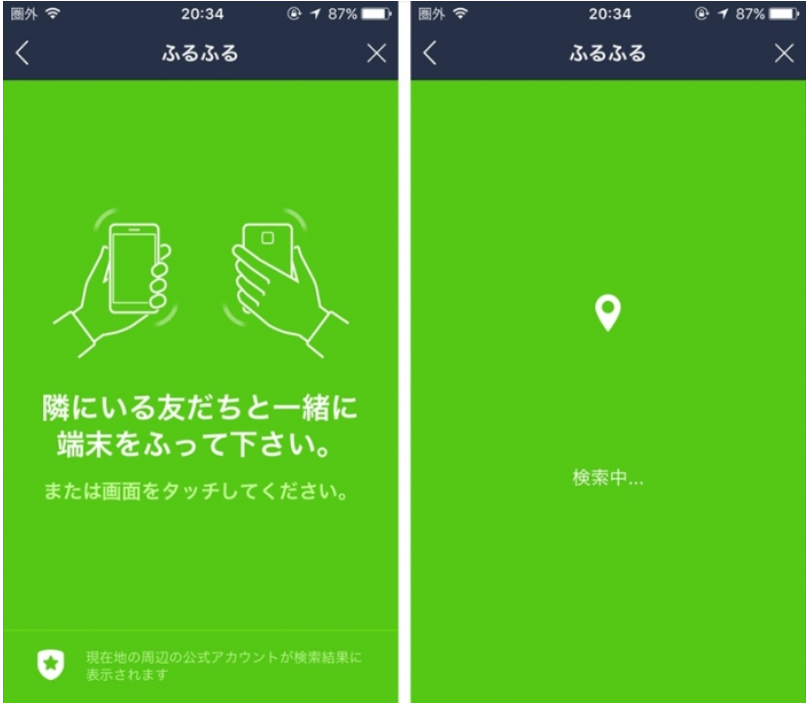 圏外 20:34 87%
ふるふる
隣にいる友だちと一緒に
端末をふって下さい。
または画面をタッチしてください。
現在地の周辺の公式アカウントが検索結果に
表示されます
圏外 20:34 87%
ふるふる
検索中...